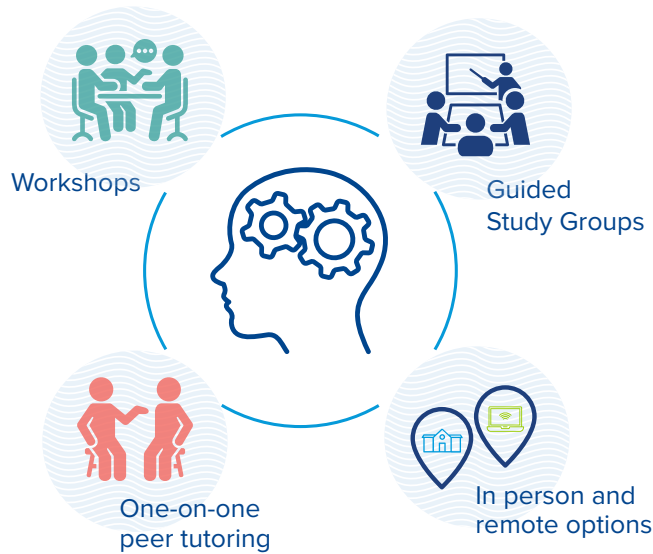 Workshops
Guided
Study Groups
One-on-one
peer tutoring
In person and
remote options